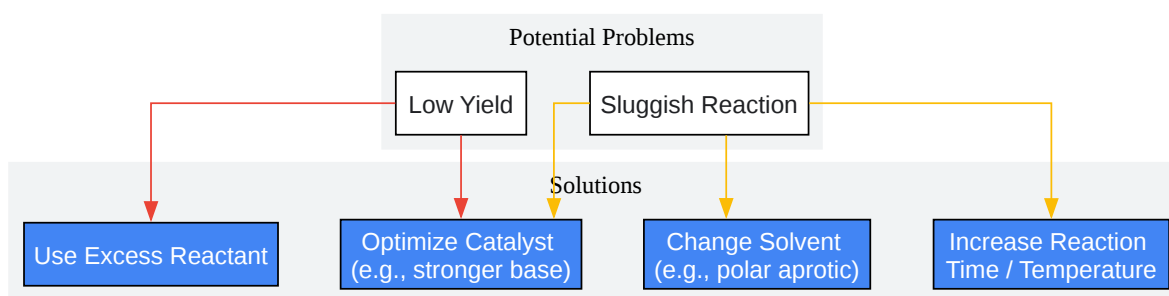 Potential Problems
Low Yield
Sluggish Reaction
Solutions
Use Excess Reactant
Optimize Catalyst
(e.g., stronger base)
Change Solvent
(e.g., polar aprotic)
Increase Reaction
Time / Temperature